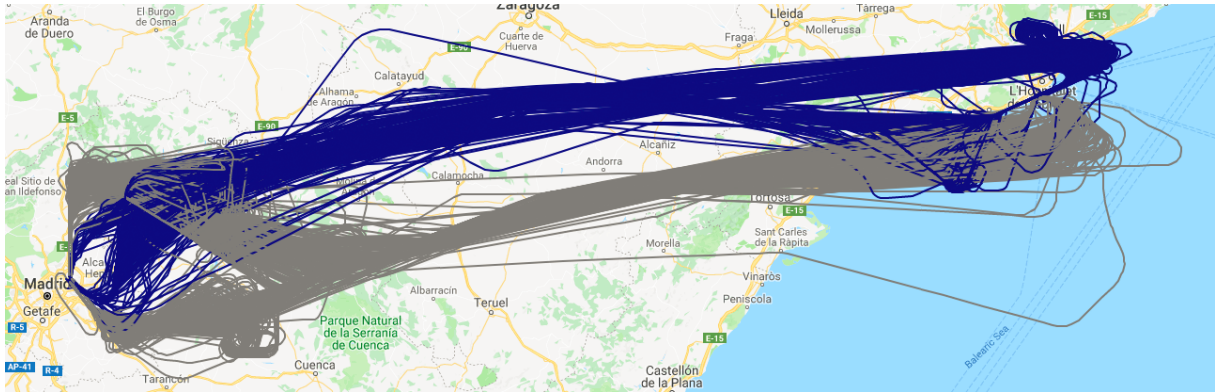 Zaragoza
Aranda
de Duero
El Burgo
de Osma
Cuarte de
Huerva
E-90
Fraga
Lleida
Mollerussa
Tàrrega
E-15
Calatayud
Alhama
de Aragón
E-5
E-90
Sigüenza
Real Sitio de
San Ildefonso
Calamocha
Andorra
Alcañiz
Tortosa
E-15
Sant Carles
de la Ràpita
Morella
Vinaròs
Peniscola
Madrid
Getafe
R-5
Albarracín
Teruel
Parque Natural
de la Serranía
de Cuenca
Cuenca
E-15
Balearic Sea
AP-41
R-4
Tarancón
Castellón
de la Plana